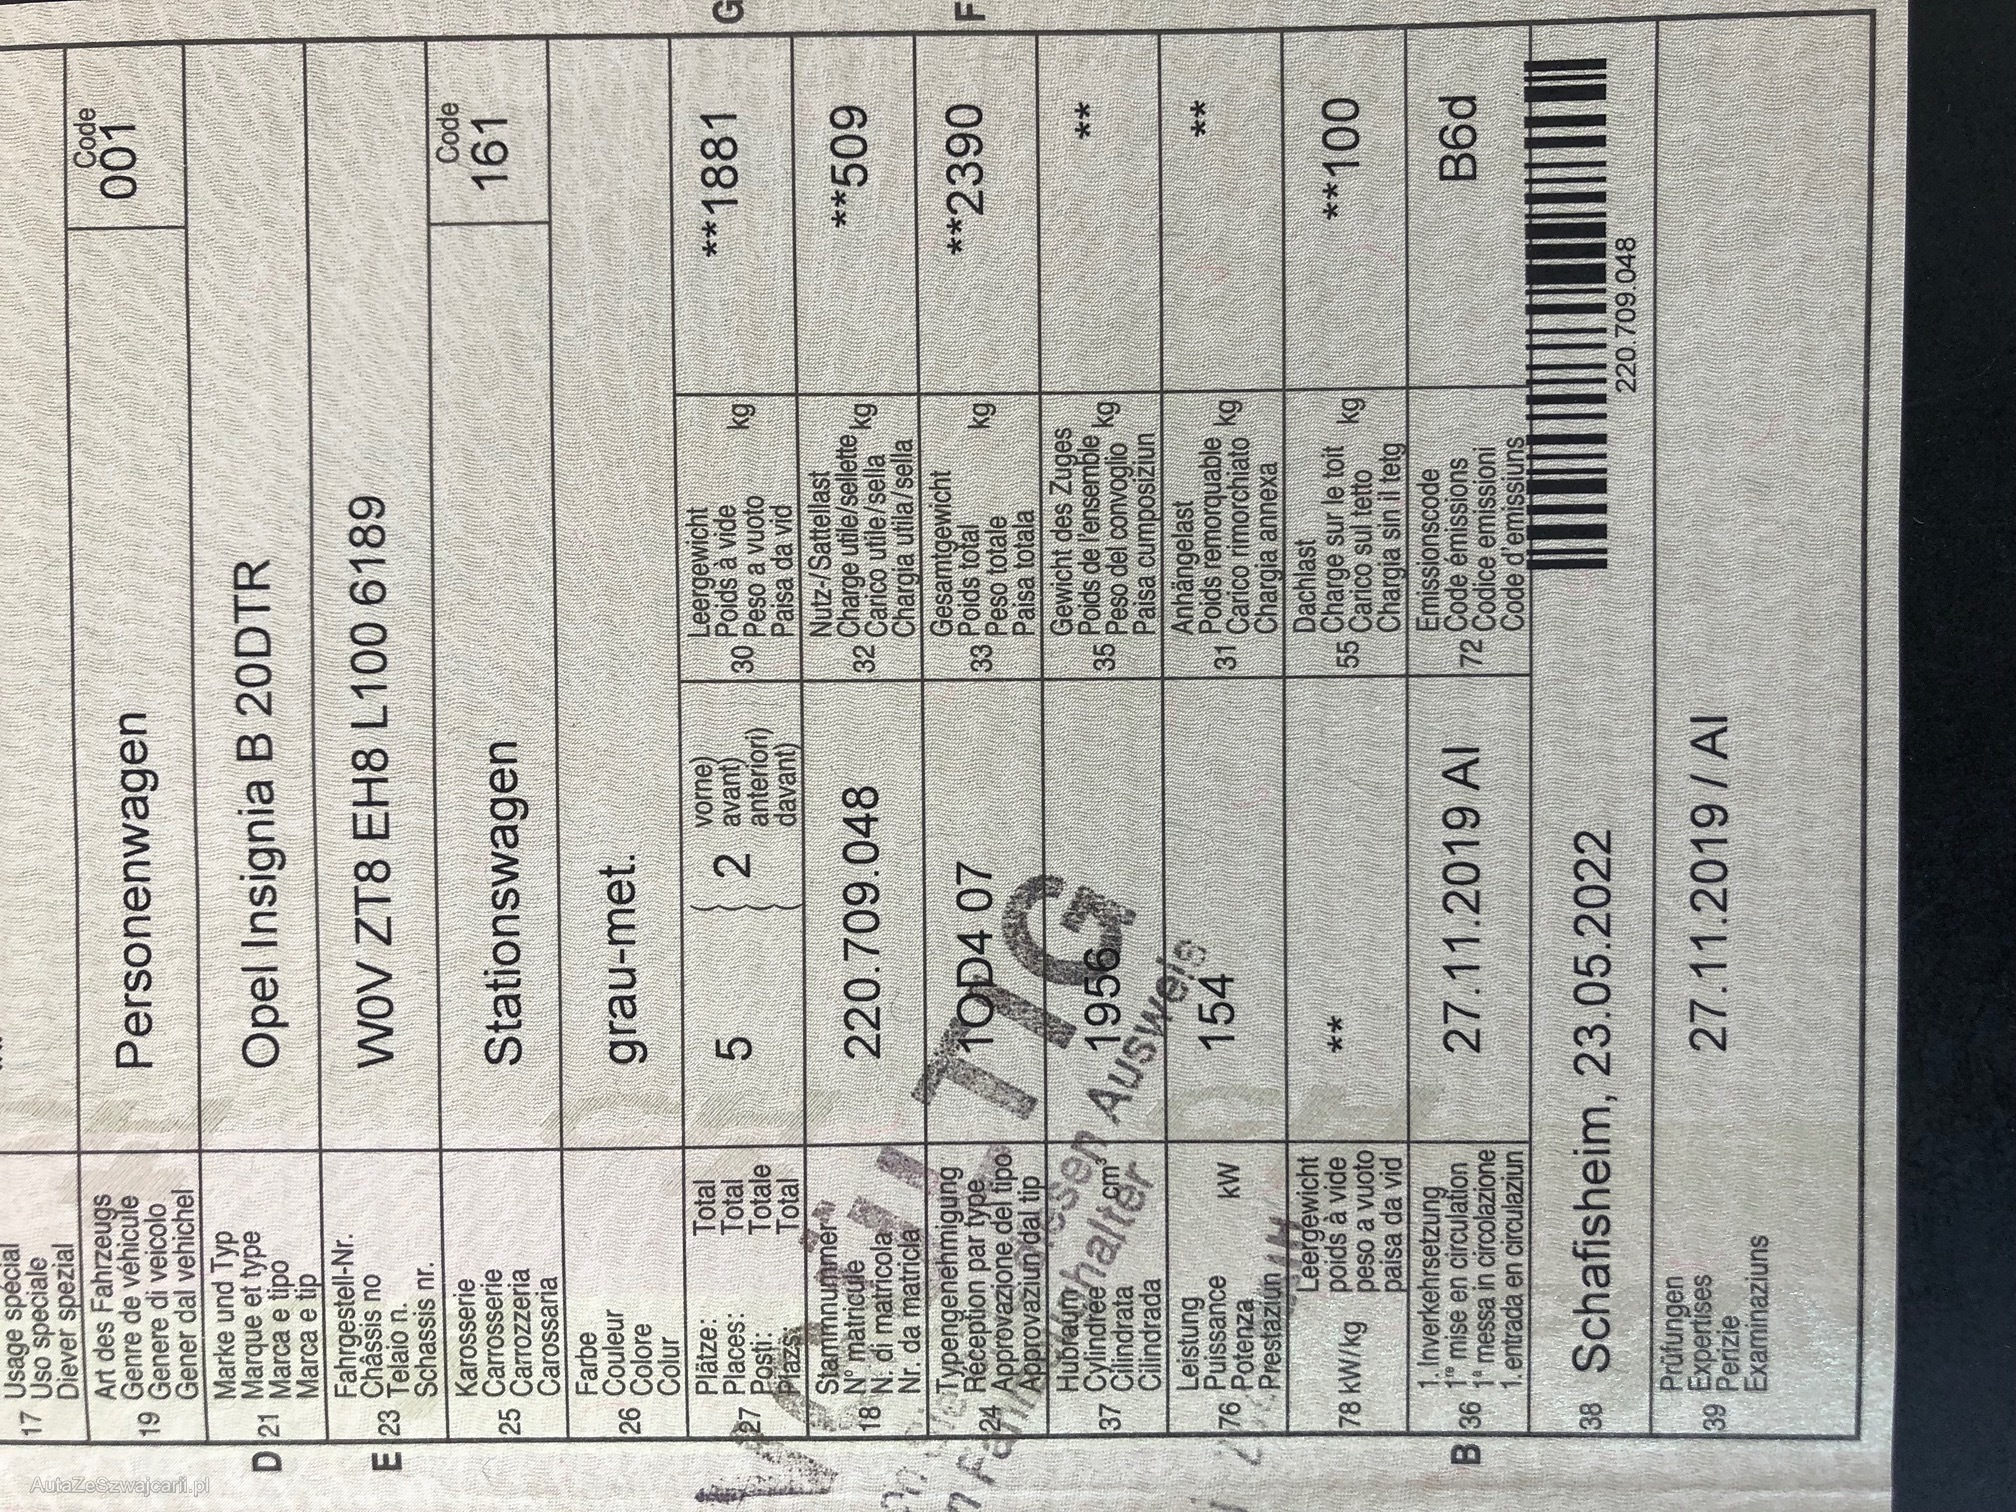 17 Usage spécial
Uso speciale
Diever spezial
Art des Fahrzeugs
Genre de véhicule
19 Genere di veicolo
Gener dal vehichel
Personenwagen
Code
001
Marke und Typ
D 21 Marque et type
Marca e tipo
Marca e tip
Opel Insignia B 20DTR
Fahrgestell-Nr.
Châssis no
E 23 Telaio n.
Schassis nr.
W0V ZT8 EH8 L100 6189
Karosserie
Carrosserie
25 Carrozzeria
Carossaria
Stationswagen
Code
161
Farbe
26 Couleur
Colore
Colur
grau-met.
Plätze: Total
Places: Total
27 Posti: Totale
Plazs: Total
5
2
vorne)
avant)
anteriori)
davant)
Leergewicht
Poids à vide
30 Peso a vuoto kg
Paisa da vid
**1881
G
Stammnummer
18 N° matricule
N. di matricola
Nr. da matricla
220.709.048
Nutz-/Sattellast
Charge utile/sellette
32 Carico utile/sella kg
Chargia utila/sella
**509
Typengenehmigung
24 Réception par type
Approvazione del tipo
Approvaziun dal tip
1OD4 07
Gesamtgewicht
33 Poids total kg
Peso totale
Paisa totala
**2390
F
Hubraum
37 Cylindrée cm³
Cilindrata
Cilindrada
1956
Gewicht des Zuges
Poids de l'ensemble
35 Peso del convoglio kg
Paisa cumposiziun
**
Leistung
Puissance
76 Potenza kW
Prestaziun
154
Anhängelast
Poids remorquable
31 Carico rimorchiato kg
Chargia annexa
**
Leergewicht
poids à vide
78 kW/kg peso a vuoto
paisa da vid
**
Dachlast
Charge sur le toit
55 Carico sul tetto kg
Chargia sin il tetg
**100
1. Inverkehrsetzung
B 36 1re mise en circulation
1a messa in circolazione
1. entrada en circulaziun
27.11.2019 AI
Emissionscode
72 Code émissions
Codice emissioni
Code d'emissiuns
B6d
38 Schafisheim, 23.05.2022
220.709.048
Prüfungen
39 Expertises
Perizie
Examinaziuns
27.11.2019 / AI
Ausweis
halter
AutaZeSzwajcarii.pl